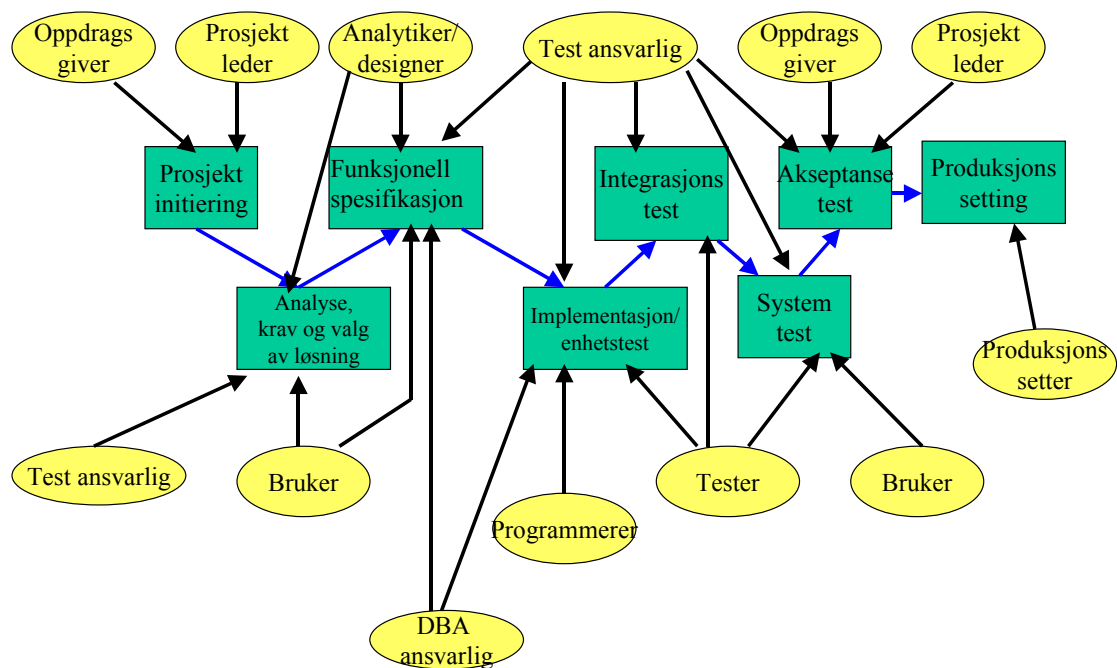 Oppdrags
giver
Prosjekt
leder
Analytiker/
designer
Test ansvarlig
Oppdrags
giver
Prosjekt
leder
Prosjekt
initiering
Funksjonell
spesifikasjon
Integrasjons
test
Akseptanse
test
Produksjons
setting
Analyse,
krav og valg
av løsning
Implementasjon/
enhetstest
System
test
Produksjons
setter
Test ansvarlig
Bruker
Tester
Bruker
Programmerer
DBA
ansvarlig